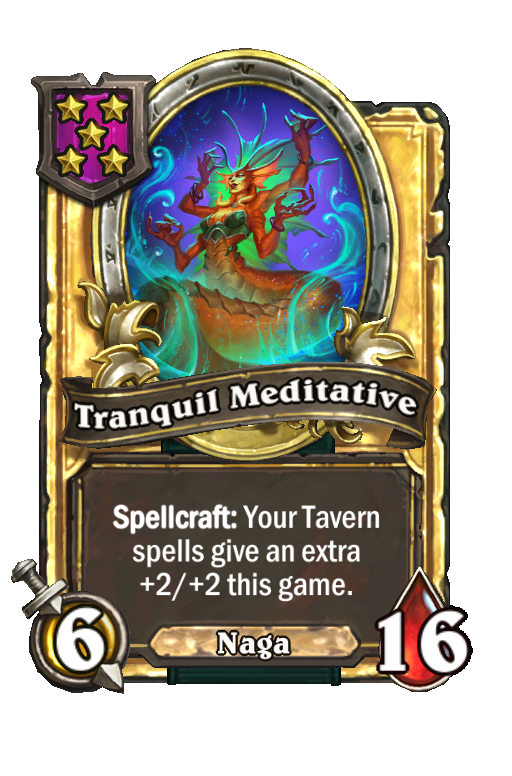 Tranquil Meditative
Spellcraft: Your Tavern
spells give an extra
+2/+2 this game.
6
Naga
16